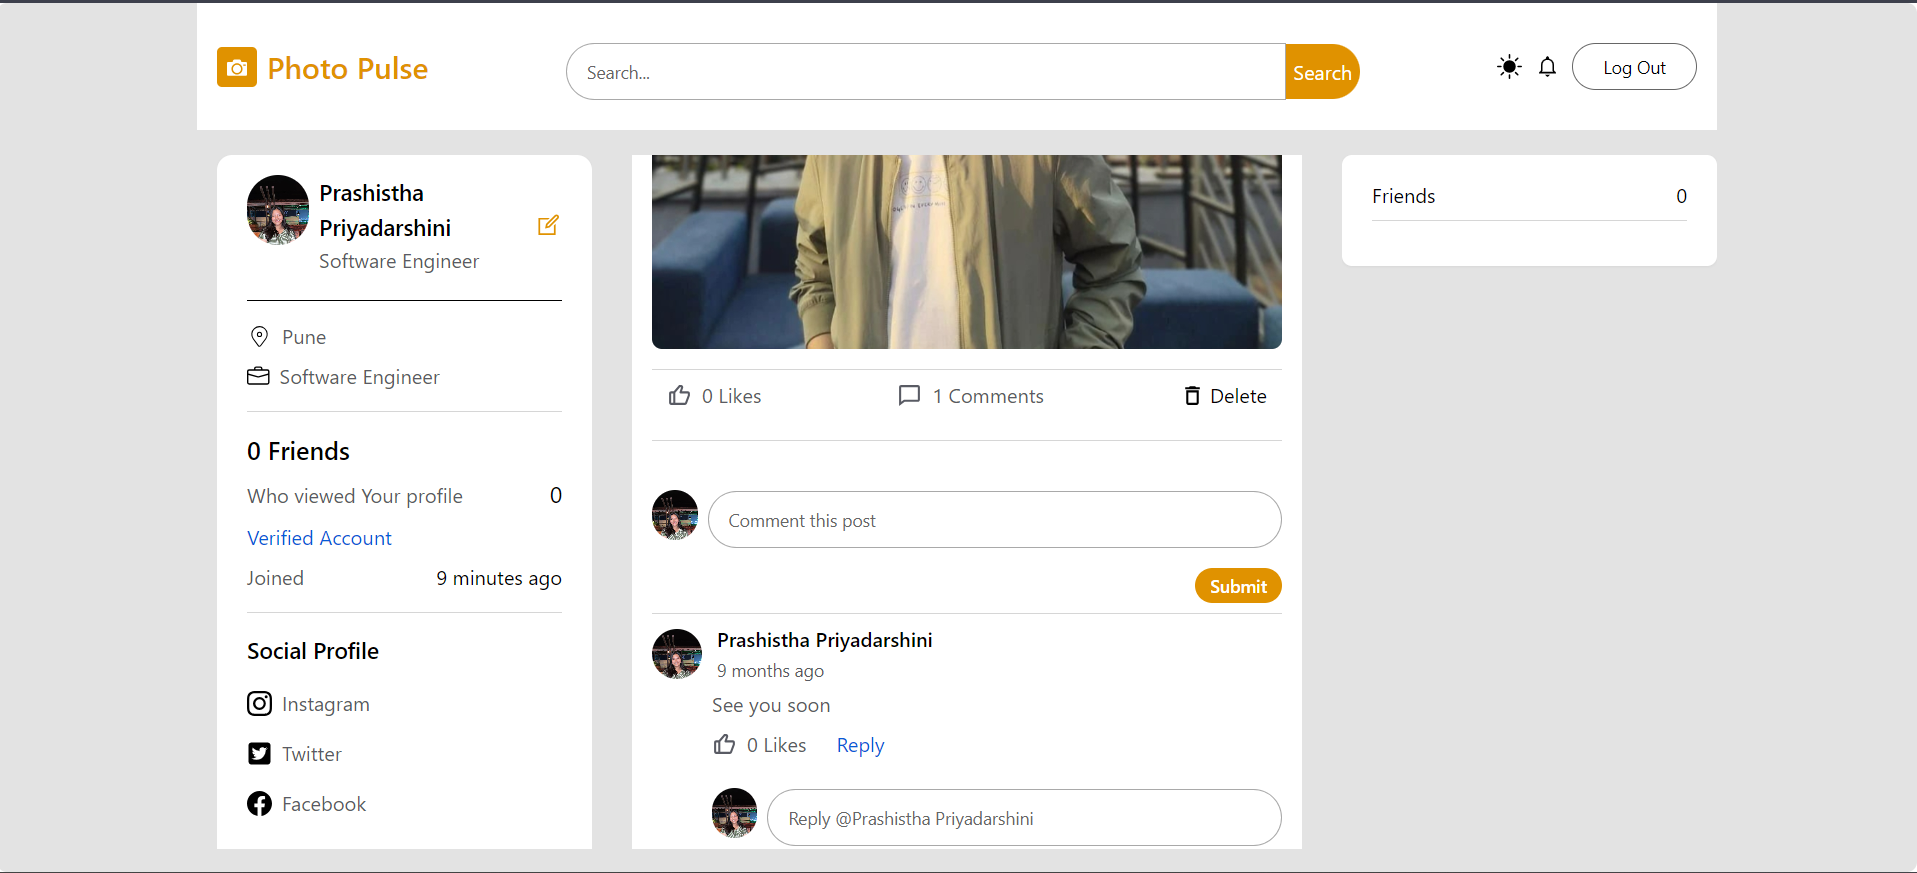 Photo Pulse
Search...
Search
Log Out
Prashistha
Priyadarshini
Software Engineer
Pune
Software Engineer
0 Friends
Who viewed Your profile 0
Verified Account
Joined 9 minutes ago
Social Profile
Instagram
Twitter
Facebook
0 Likes
1 Comments
Delete
Comment this post
Submit
Prashistha Priyadarshini
9 months ago
See you soon
0 Likes Reply
Reply @Prashistha Priyadarshini
Friends 0